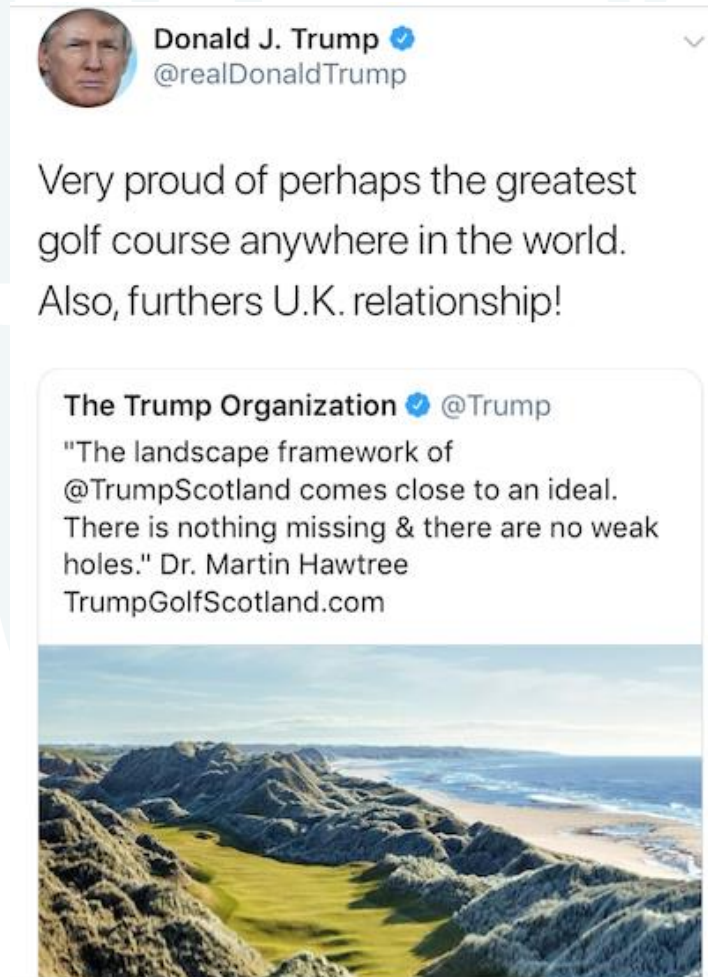 Donald J. Trump
@realDonaldTrump
Very proud of perhaps the greatest
golf course anywhere in the world.
Also, furthers U.K. relationship!
The Trump Organization @Trump
"The landscape framework of
@TrumpScotland comes close to an ideal.
There is nothing missing & there are no weak
holes." Dr. Martin Hawtree
TrumpGolfScotland.com